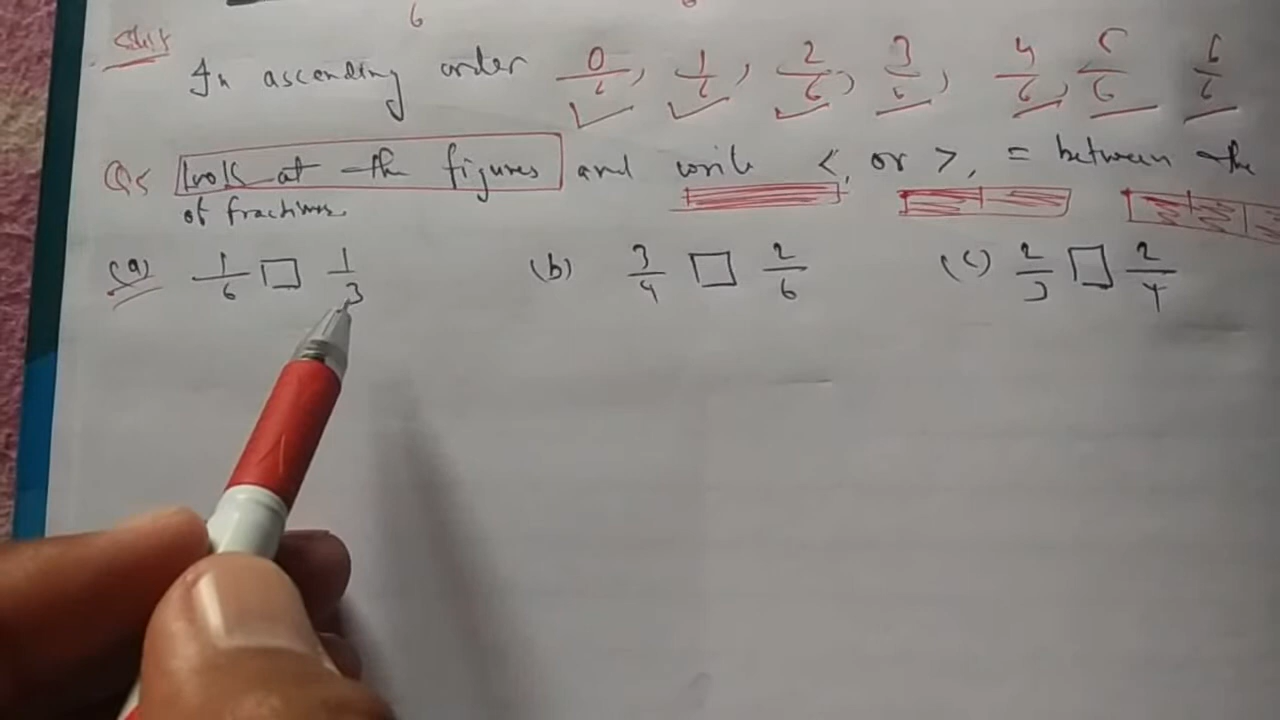 6
In ascending order 0/6, 1/6, 2/6, 3/6, 4/6, 5/6 6/6
Q5 look at the figures and write <, or >, = between the
of fractions.
(a) 1/6 □ 1/3 (b) 3/4 □ 2/6 (c) 2/3 □ 2/4